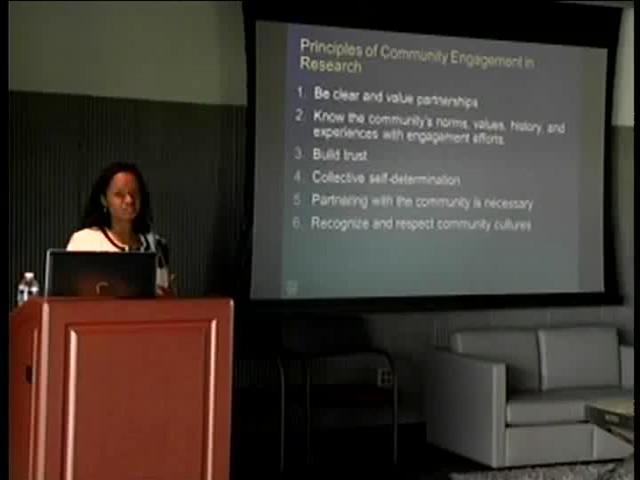 Principles of Community Engagement in
Research
1. Be clear and value partnerships
2. Know the community's norms, values, history, and
experiences with engagement efforts
3. Build trust
4. Collective self-determination
5. Partnering with the community is necessary
6. Recognize and respect community cultures